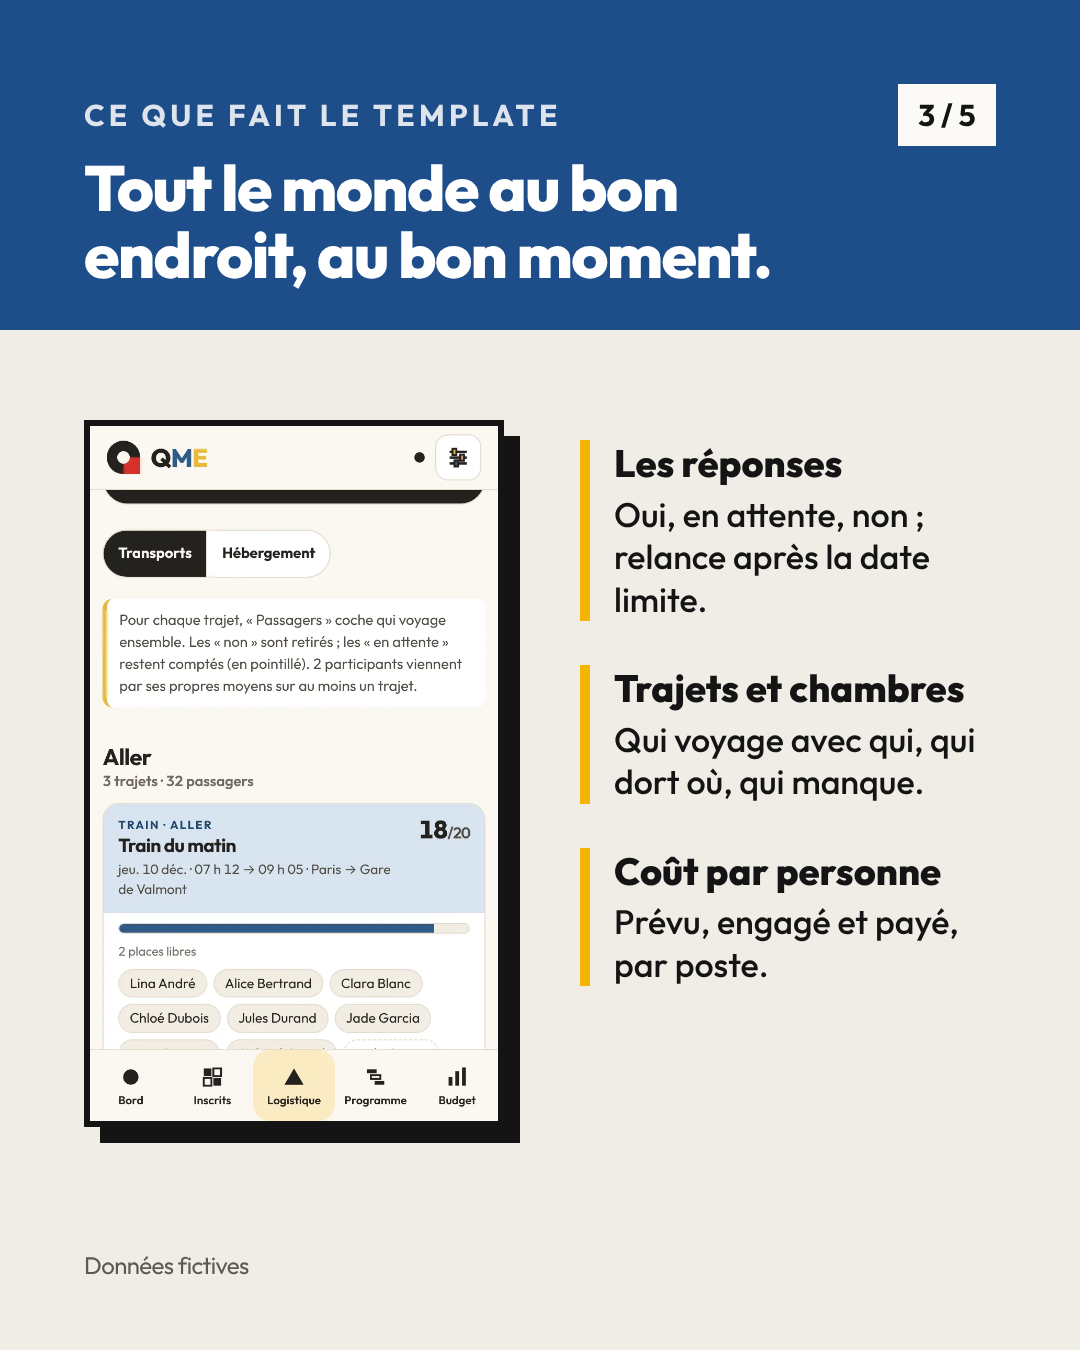 CE QUE FAIT LE TEMPLATE
3 / 5
Tout le monde au bon
endroit, au bon moment.
QME
Transports
Hébergement
Pour chaque trajet, « Passagers » coche qui voyage
ensemble. Les « non » sont retirés ; les « en attente »
restent comptés (en pointillé). 2 participants viennent
par ses propres moyens sur au moins un trajet.
Aller
3 trajets · 32 passagers
TRAIN · ALLER
18/20
Train du matin
jeu. 10 déc. · 07 h 12 → 09 h 05 · Paris → Gare
de Valmont
2 places libres
Lina André
Alice Bertrand
Clara Blanc
Chloé Dubois
Jules Durand
Jade Garcia
Bord
Inscrits
Logistique
Programme
Budget
Les réponses
Oui, en attente, non ;
relance après la date
limite.
Trajets et chambres
Qui voyage avec qui, qui
dort où, qui manque.
Coût par personne
Prévu, engagé et payé,
par poste.
Données fictives